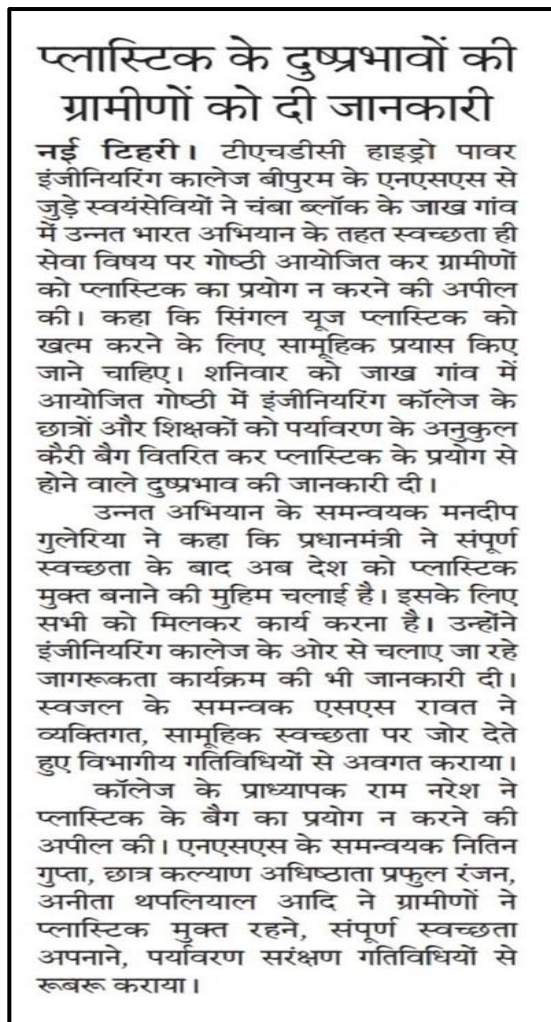 प्लास्टिक के दुष्प्रभावों की
ग्रामीणों को दी जानकारी
नई टिहरी। टीएचडीसी हाइड्रो पावर
इंजीनियरिंग कालेज बीपुरम के एनएसएस से
जुड़े स्वयंसेवियों ने चंबा ब्लॉक के जाख गांव
में उन्नत भारत अभियान के तहत स्वच्छता ही
सेवा विषय पर गोष्ठी आयोजित कर ग्रामीणों
को प्लास्टिक का प्रयोग न करने की अपील
की। कहा कि सिंगल यूज प्लास्टिक को
खत्म करने के लिए सामूहिक प्रयास किए
जाने चाहिए। शनिवार को जाख गांव में
आयोजित गोष्ठी में इंजीनियरिंग कॉलेज के
छात्रों और शिक्षकों को पर्यावरण के अनुकुल
कैरी बैग वितरित कर प्लास्टिक के प्रयोग से
होने वाले दुष्प्रभाव की जानकारी दी।
उन्नत अभियान के समन्वयक मनदीप
गुलेरिया ने कहा कि प्रधानमंत्री ने संपूर्ण
स्वच्छता के बाद अब देश को प्लास्टिक
मुक्त बनाने की मुहिम चलाई है। इसके लिए
सभी को मिलकर कार्य करना है। उन्होंने
इंजीनियरिंग कालेज के ओर से चलाए जा रहे
जागरूकता कार्यक्रम की भी जानकारी दी।
स्वजल के समन्वक एसएस रावत ने
व्यक्तिगत, सामूहिक स्वच्छता पर जोर देते
हुए विभागीय गतिविधियों से अवगत कराया।
कॉलेज के प्राध्यापक राम नरेश ने
प्लास्टिक के बैग का प्रयोग न करने की
अपील की। एनएसएस के समन्वयक नितिन
गुप्ता, छात्र कल्याण अधिष्ठाता प्रफुल रंजन,
अनीता थपलियाल आदि ने ग्रामीणों ने
प्लास्टिक मुक्त रहने, संपूर्ण स्वच्छता
अपनाने, पर्यावरण सरंक्षण गतिविधियों से
रूबरू कराया।